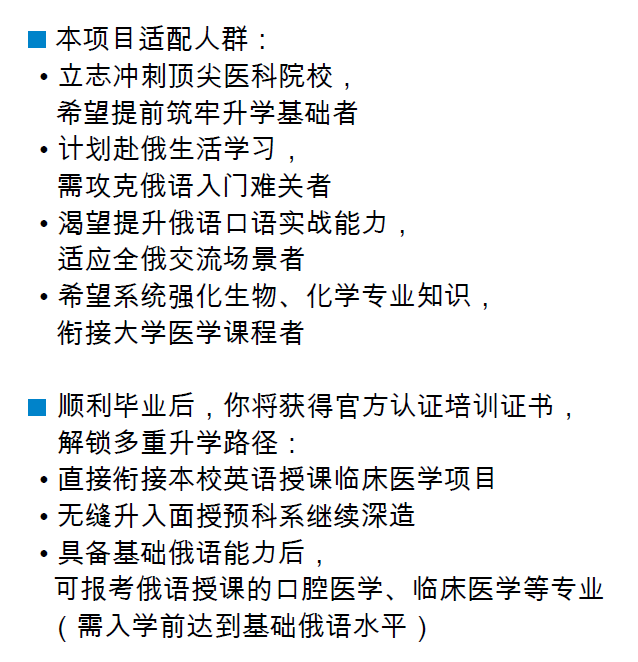 本项目适配人群：
• 立志冲刺顶尖医科院校，
希望提前筑牢升学基础者
• 计划赴俄生活学习，
需攻克俄语入门难关者
• 渴望提升俄语口语实战能力，
适应全俄交流场景者
• 希望系统强化生物、化学专业知识，
衔接大学医学课程者
顺利毕业后，你将获得官方认证培训证书，
解锁多重升学路径：
• 直接衔接本校英语授课临床医学项目
• 无缝升入面授预科系继续深造
• 具备基础俄语能力后，
可报考俄语授课的口腔医学、临床医学等专业
（需入学前达到基础俄语水平）